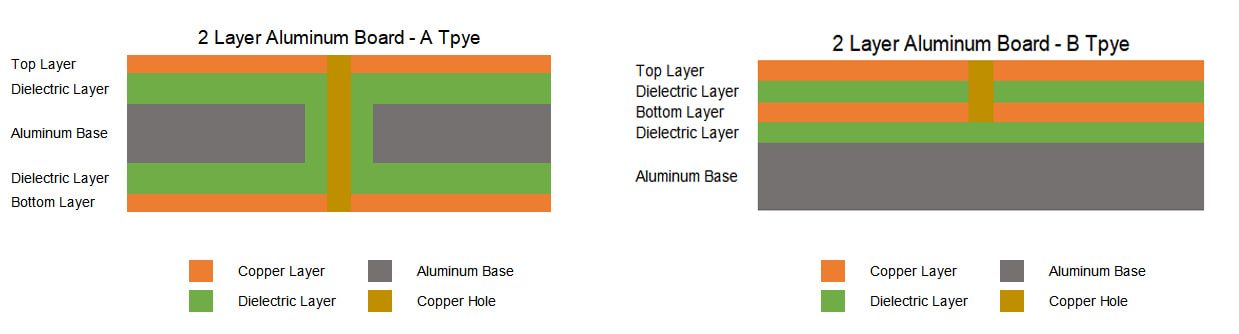 2 Layer Aluminum Board - A Tpye
Top Layer
Dielectric Layer
Aluminum Base
Dielectric Layer
Bottom Layer
Copper Layer
Aluminum Base
Dielectric Layer
Copper Hole
2 Layer Aluminum Board - B Tpye
Top Layer
Dielectric Layer
Bottom Layer
Dielectric Layer
Aluminum Base
Copper Layer
Aluminum Base
Dielectric Layer
Copper Hole